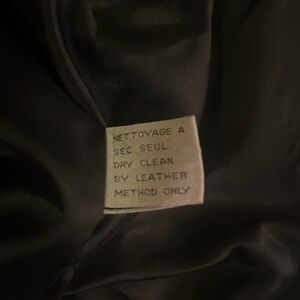 NETTOYAGE A
SEC SEUL.
DRY CLEAN
BY LEATHER
METHOD ONLY